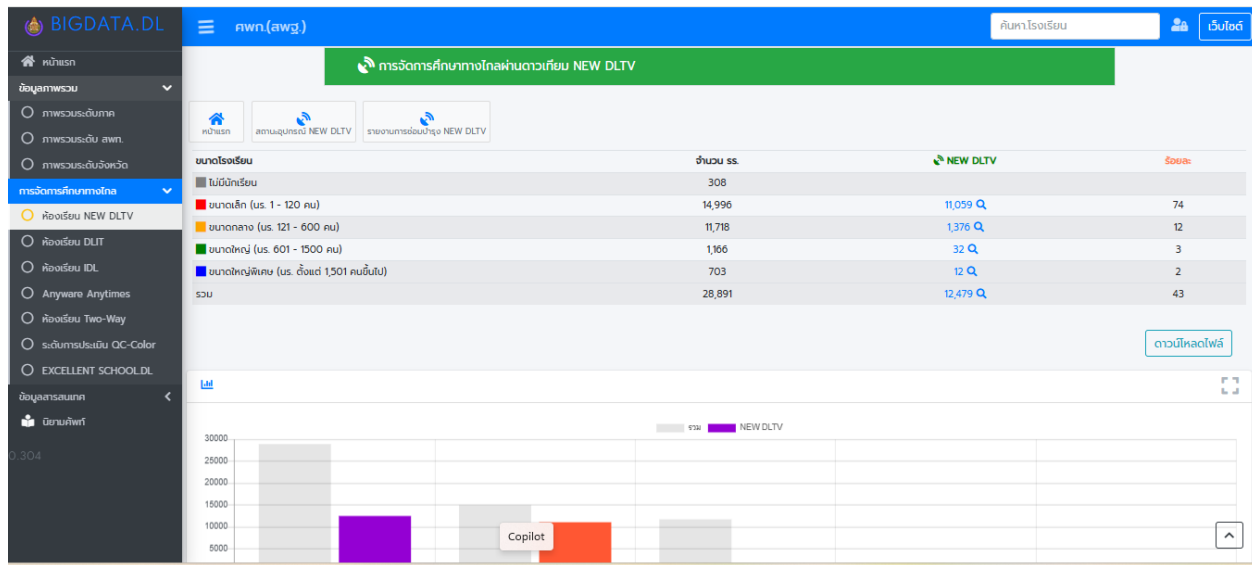 BIGDATA.DL
ศพก.(สพฐ.)
ค้นหาโรงเรียน
เว็บไซต์
หน้าแรก
ข้อมูลภาพรวม
ภาพรวมระดับภาค
ภาพรวมระดับ สพท.
ภาพรวมระดับจังหวัด
การจัดการศึกษาทางไกล
ห้องเรียน NEW DLTV
ห้องเรียน DLIT
ห้องเรียน IDL
Anyware Anytimes
ห้องเรียน Two-Way
ระดับการประเมิน QC-Color
EXCELLENT SCHOOL.DL
ข้อมูลสารสนเทศ
นิยามศัพท์
0.304
การจัดการศึกษาทางไกลผ่านดาวเทียม NEW DLTV
หน้าแรก สถานะอุปกรณ์ NEW DLTV รายงานการซ่อมบำรุง NEW DLTV
ขนาดโรงเรียน จำนวน รร. NEW DLTV ร้อยละ
ไม่มีนักเรียน 308
ขนาดเล็ก (นร. 1 - 120 คน) 14,996 11,059 74
ขนาดกลาง (นร. 121 - 600 คน) 11,718 1,376 12
ขนาดใหญ่ (นร. 601 - 1500 คน) 1,166 32 3
ขนาดใหญ่พิเศษ (นร. ตั้งแต่ 1,501 คนขึ้นไป) 703 12 2
รวม 28,891 12,479 43
ดาวน์โหลดไฟล์
รวม NEW DLTV
30000
25000
20000
15000
10000
5000
Copilot